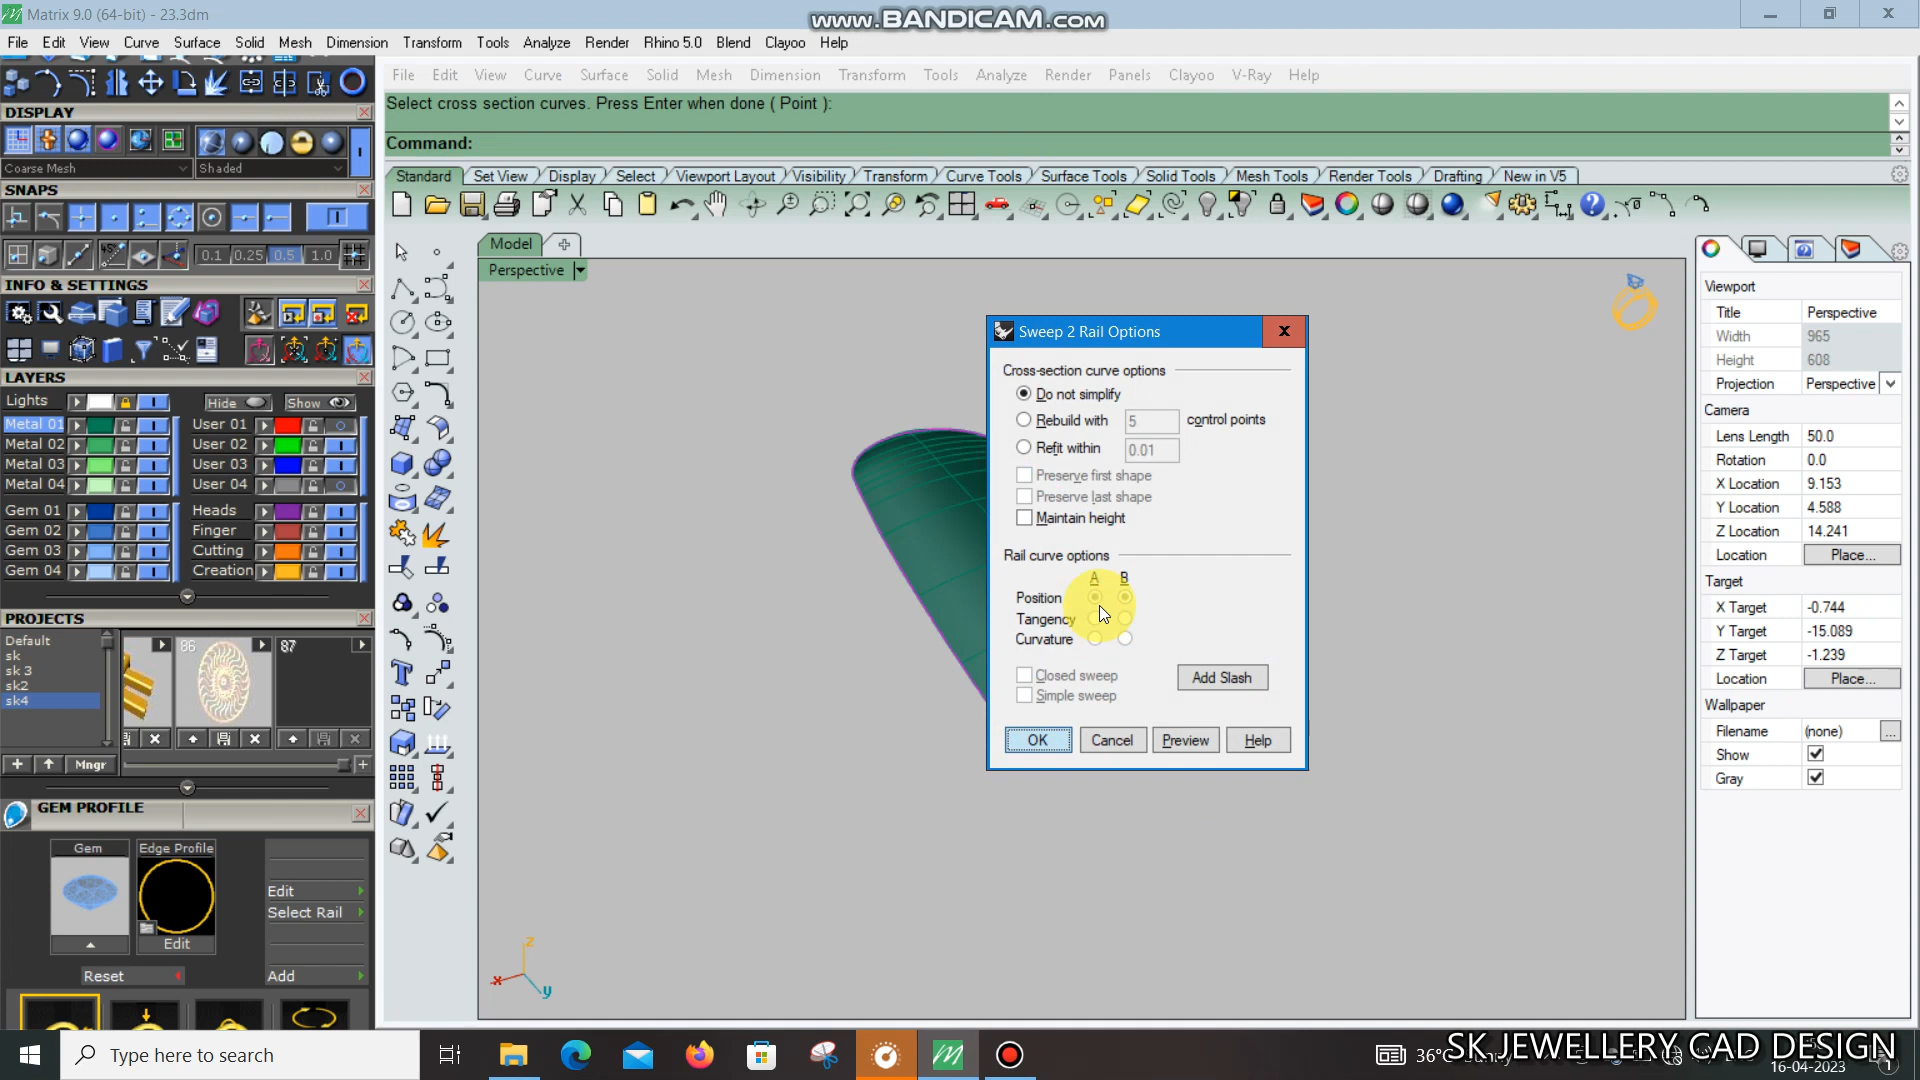 Matrix 9.0 (64-bit) - 23.3dm
www.BANDICAM.com
File Edit View Curve Surface Solid Mesh Dimension Transform Tools Analyze Render Rhino 5.0 Blend Clayoo Help
File Edit View Curve Surface Solid Mesh Dimension Transform Tools Analyze Render Panels Clayoo V-Ray Help
Select cross section curves. Press Enter when done ( Point ):
Command:
Standard Set View Display Select Viewport Layout Visibility Transform Curve Tools Surface Tools Solid Tools Mesh Tools Render Tools Drafting New in V5
DISPLAY
Coarse Mesh Shaded
SNAPS
45°
0.1 0.25 0.5 1.0
INFO & SETTINGS
LAYERS
Lights Hide Show
Metal 01 User 01
Metal 02 User 02
Metal 03 User 03
Metal 04 User 04
Gem 01 Heads
Gem 02 Finger
Gem 03 Cutting
Gem 04 Creation
PROJECTS
Default
sk
sk 3
sk2
sk4
86 87
Mngr
GEM PROFILE
Gem Edge Profile
Edit
Select Rail
Edit
Reset Add
Model
Perspective
z
x
y
Sweep 2 Rail Options
Cross-section curve options
Do not simplify
Rebuild with 5 control points
Refit within 0.01
Preserve first shape
Preserve last shape
Maintain height
Rail curve options
A B
Position
Tangency
Curvature
Closed sweep
Add Slash
Simple sweep
OK Cancel Preview Help
Viewport
Title Perspective
Width 965
Height 608
Projection Perspective
Camera
Lens Length 50.0
Rotation 0.0
X Location 9.153
Y Location 4.588
Z Location 14.241
Location Place...
Target
X Target -0.744
Y Target -15.089
Z Target -1.239
Location Place...
Wallpaper
Filename (none) ...
Show
Gray
Type here to search
36°
SK JEWELLERY CAD DESIGN
16-04-2023
1